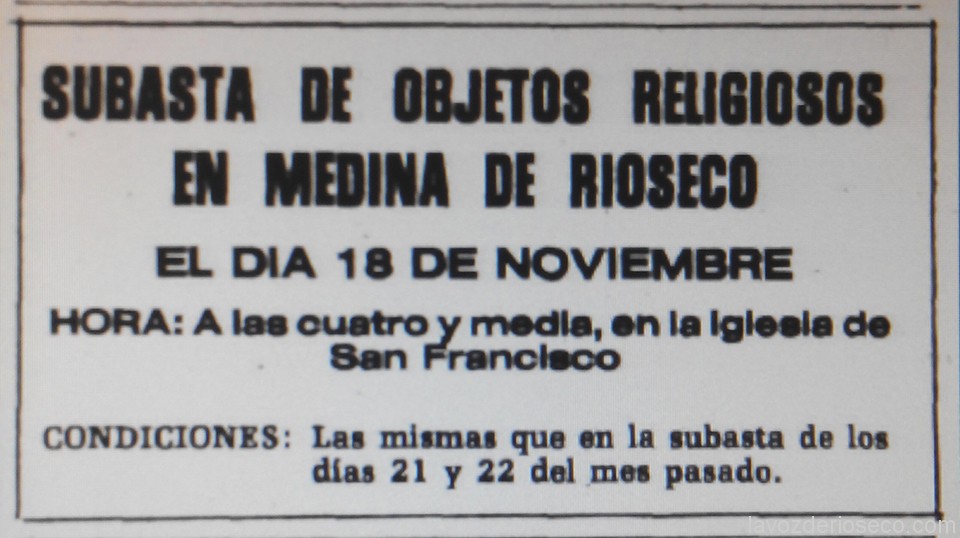 SUBASTA DE OBJETOS RELIGIOSOS
EN MEDINA DE RIOSECO
EL DIA 18 DE NOVIEMBRE
HORA: A las cuatro y media, en la Iglesia de
San Francisco
CONDICIONES: Las mismas que en la subasta de los
días 21 y 22 del mes pasado.
lavozderioseco.com